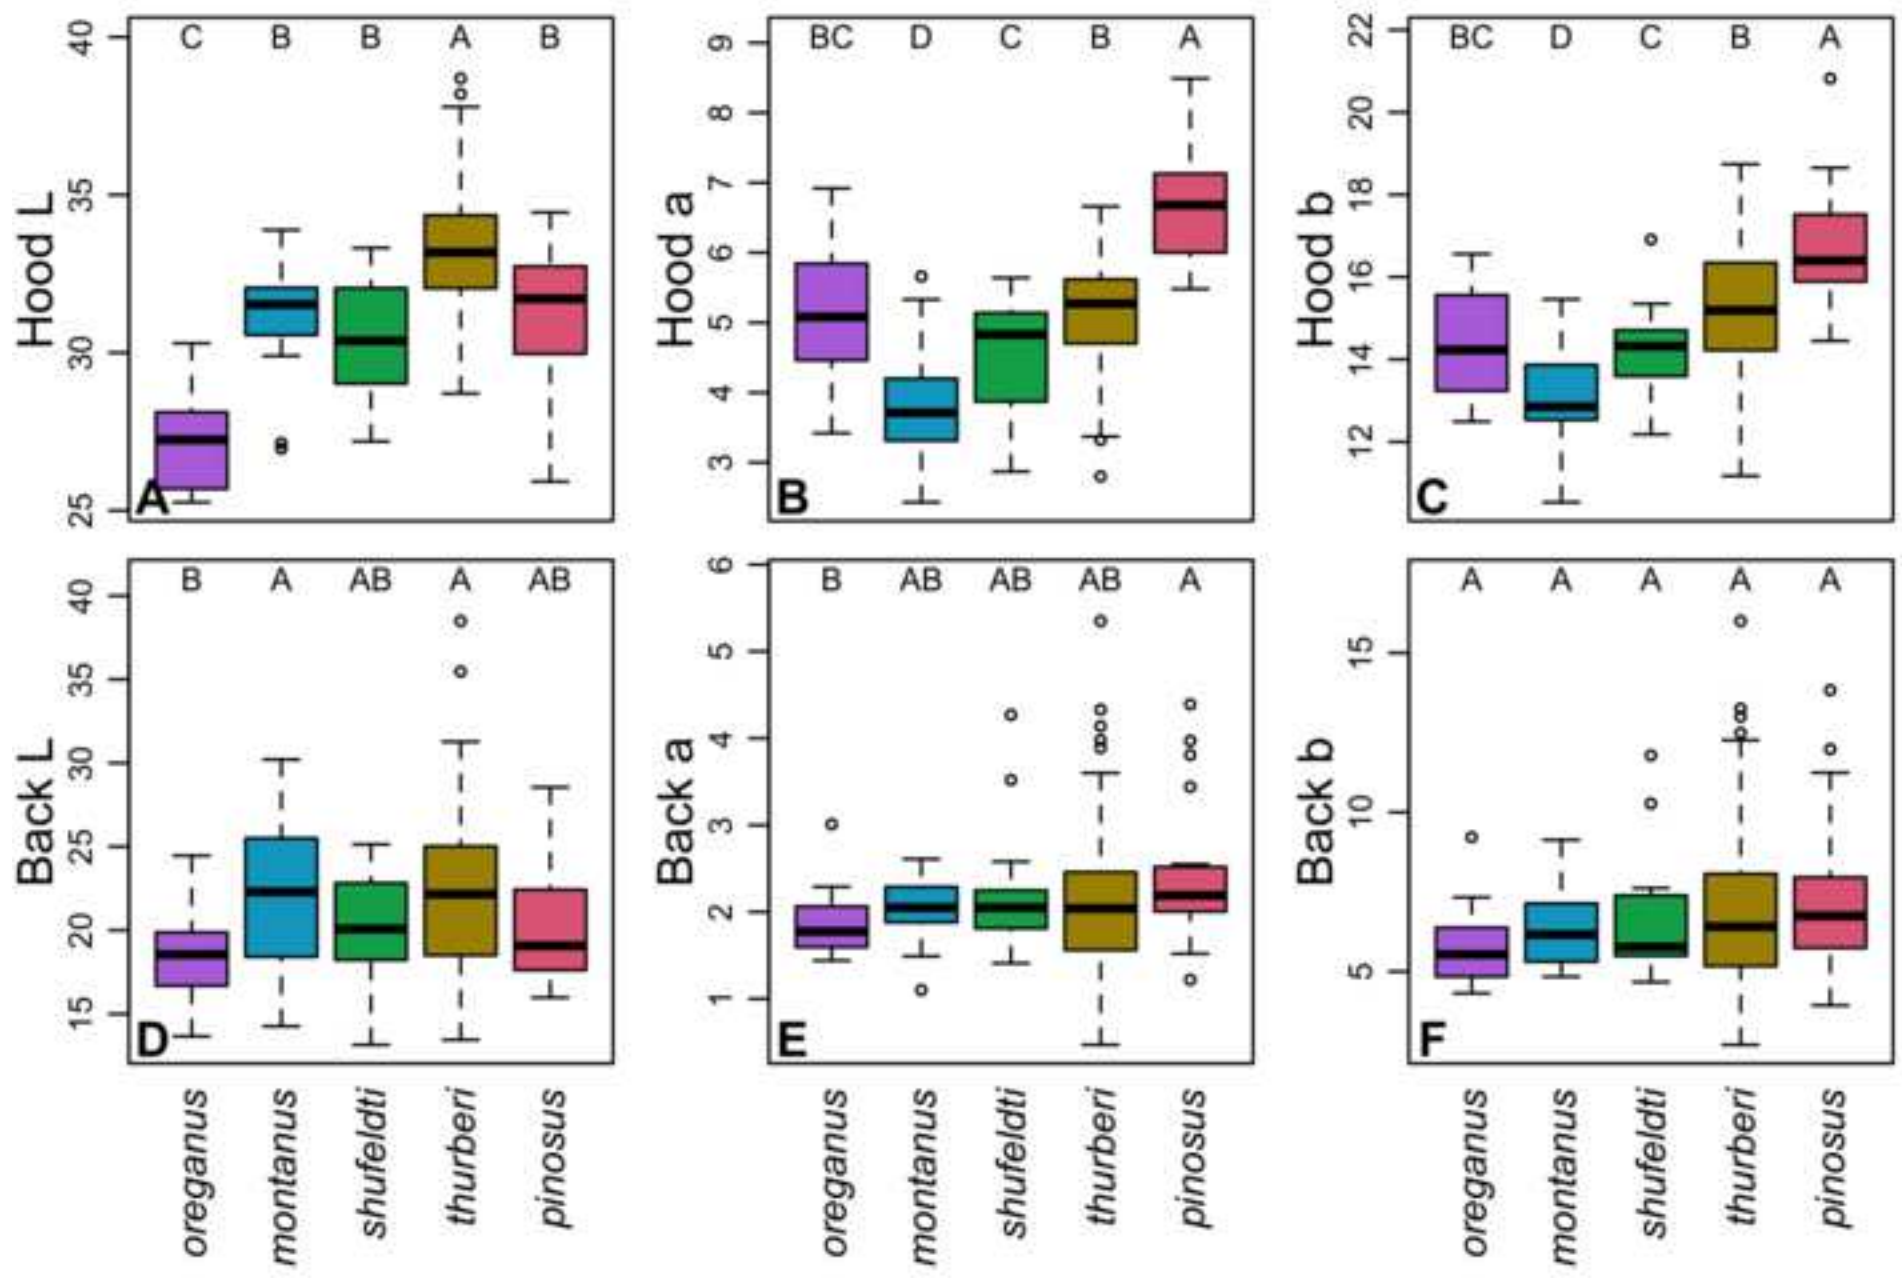 Hood L
40
35
30
25
C B B A B
A
Hood a
9
8
7
6
5
4
3
BC D C B A
B
Hood b
22
20
18
16
14
12
BC D C B A
C
Back L
40
35
30
25
20
15
B A AB A AB
D
Back a
6
5
4
3
2
1
B AB AB AB A
E
Back b
15
10
5
A A A A A
F
oreganus
montanus
shufeldti
thurberi
pinosus
oreganus
montanus
shufeldti
thurberi
pinosus
oreganus
montanus
shufeldti
thurberi
pinosus